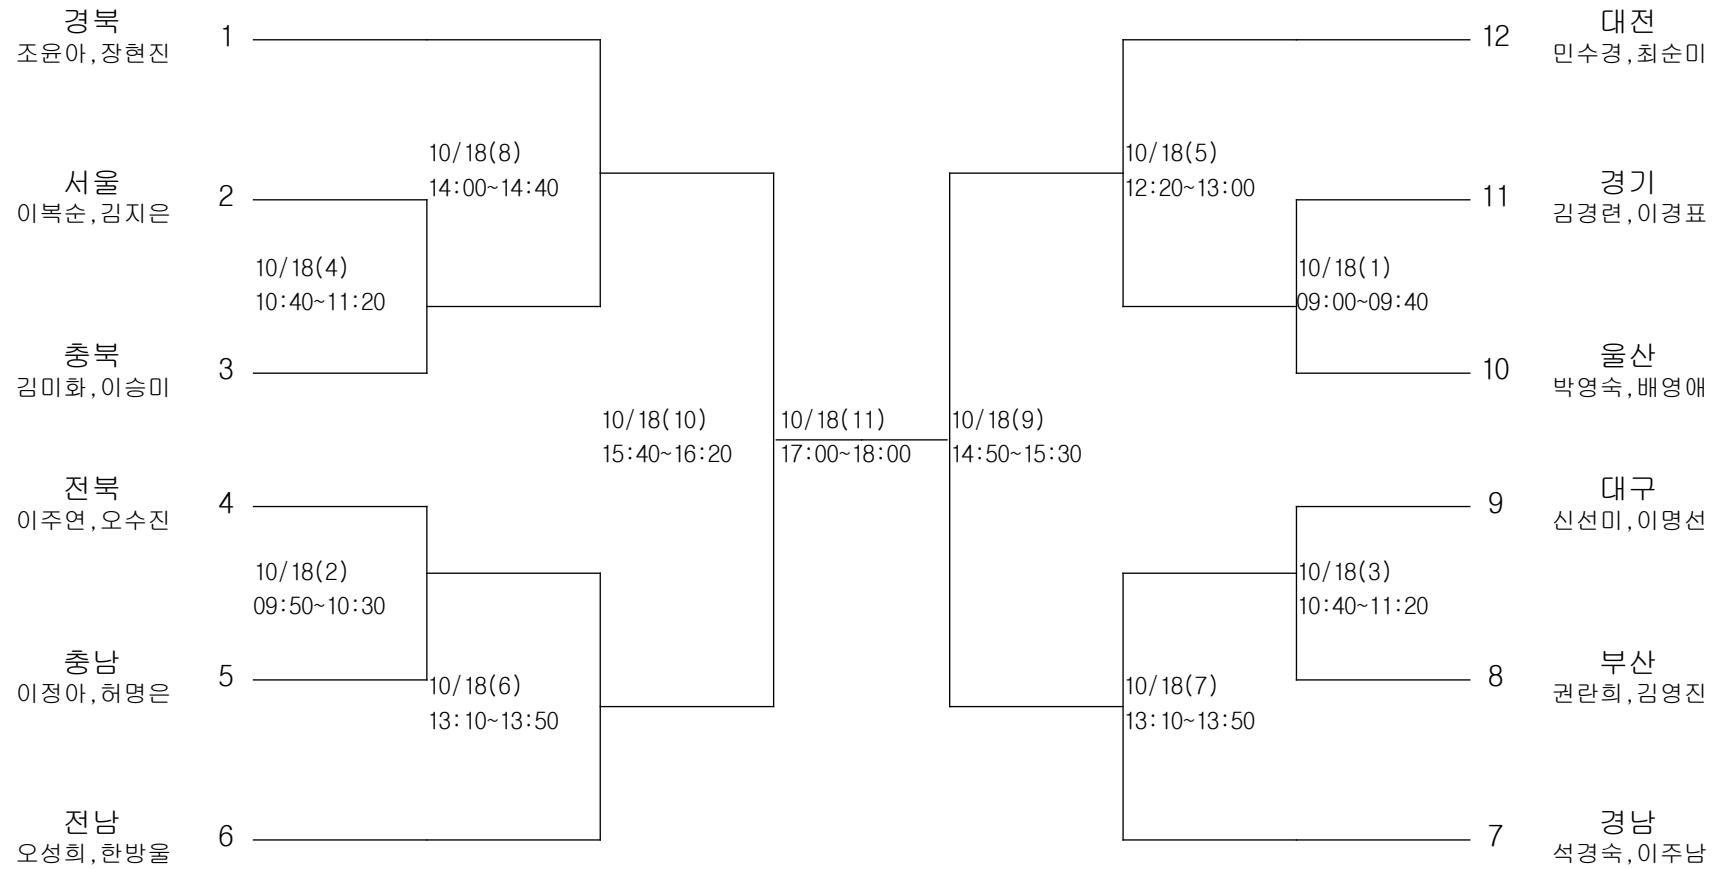 경북
조윤아,장현진
1
서울
이복순,김지은
2
10/18(8)
14:00~14:40
10/18(4)
10:40~11:20
충북
김미화,이승미
3
10/18(10)
15:40~16:20
전북
이주연,오수진
4
10/18(2)
09:50~10:30
충남
이정아,허명은
5
10/18(6)
13:10~13:50
전남
오성희,한방울
6
10/18(11)
17:00~18:00
12
대전
민수경,최순미
10/18(5)
12:20~13:00
11
경기
김경련,이경표
10/18(1)
09:00~09:40
10
울산
박영숙,배영애
10/18(9)
14:50~15:30
9
대구
신선미,이명선
10/18(3)
10:40~11:20
8
부산
권란희,김영진
10/18(7)
13:10~13:50
7
경남
석경숙,이주남